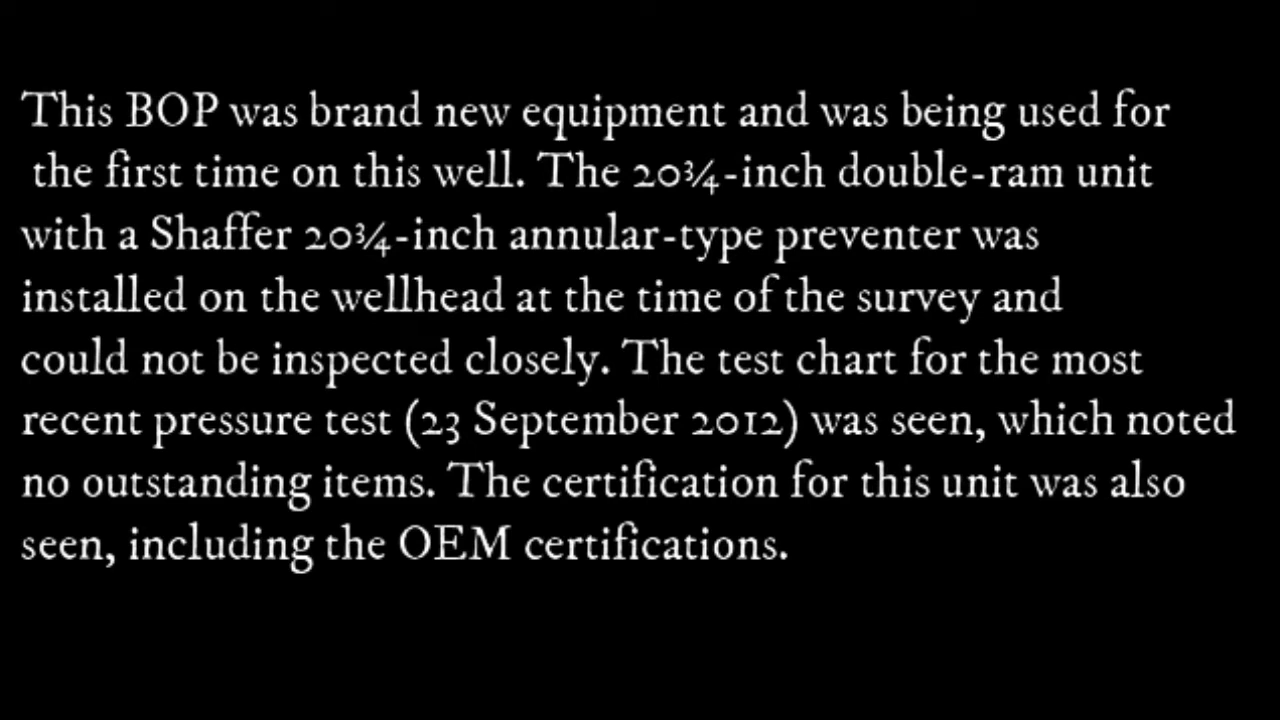 This BOP was brand new equipment and was being used for
the first time on this well. The 20¾-inch double-ram unit
with a Shaffer 20¾-inch annular-type preventer was
installed on the wellhead at the time of the survey and
could not be inspected closely. The test chart for the most
recent pressure test (23 September 2012) was seen, which noted
no outstanding items. The certification for this unit was also
seen, including the OEM certifications.